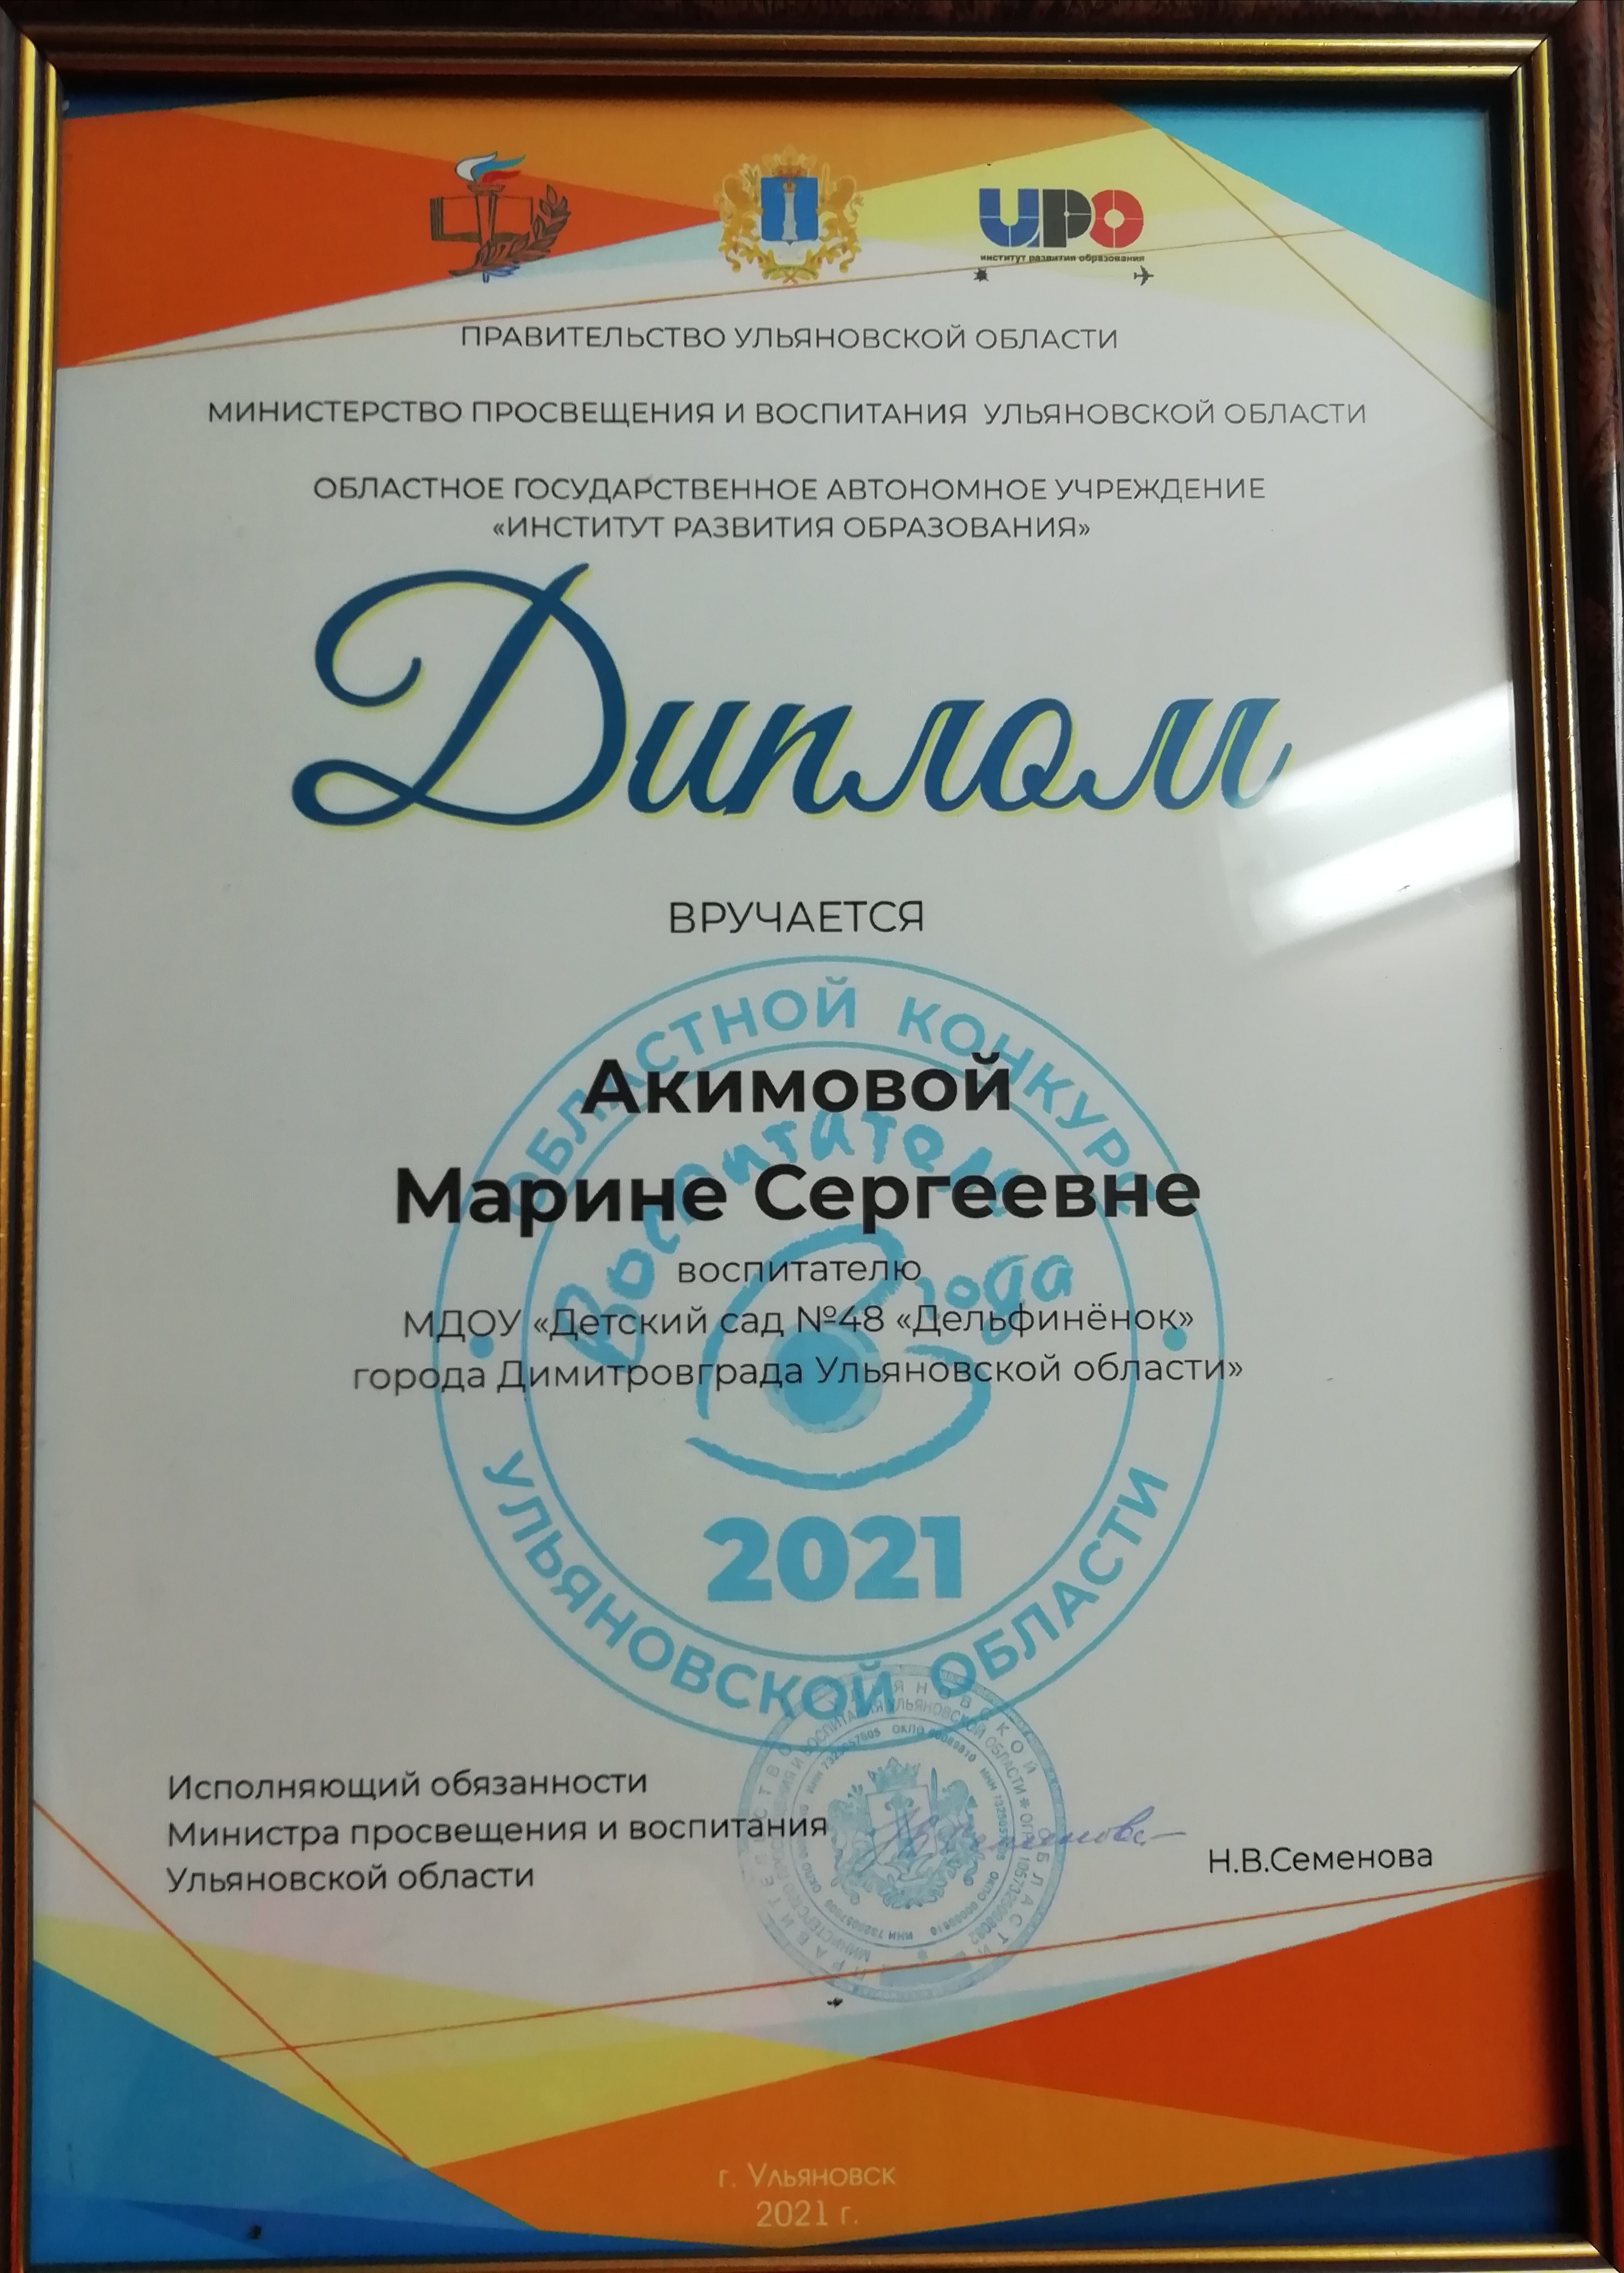 ИРО
институт развития образования
ПРАВИТЕЛЬСТВО УЛЬЯНОВСКОЙ ОБЛАСТИ
МИНИСТЕРСТВО ПРОСВЕЩЕНИЯ И ВОСПИТАНИЯ УЛЬЯНОВСКОЙ ОБЛАСТИ
ОБЛАСТНОЕ ГОСУДАРСТВЕННОЕ АВТОНОМНОЕ УЧРЕЖДЕНИЕ
«ИНСТИТУТ РАЗВИТИЯ ОБРАЗОВАНИЯ»
Диплом
ВРУЧАЕТСЯ
ОБЛАСТНОЙ КОНКУРС
Акимовой
Воспитатель
Марине Сергеевне
года
воспитателю
МДОУ «Детский сад №48 «Дельфинёнок»
города Димитровграда Ульяновской области»
2021
УЛЬЯНОВСКОЙ ОБЛАСТИ
Исполняющий обязанности
Министра просвещения и воспитания
Ульяновской области
Н.В.Семенова
г. Ульяновск
2021 г.